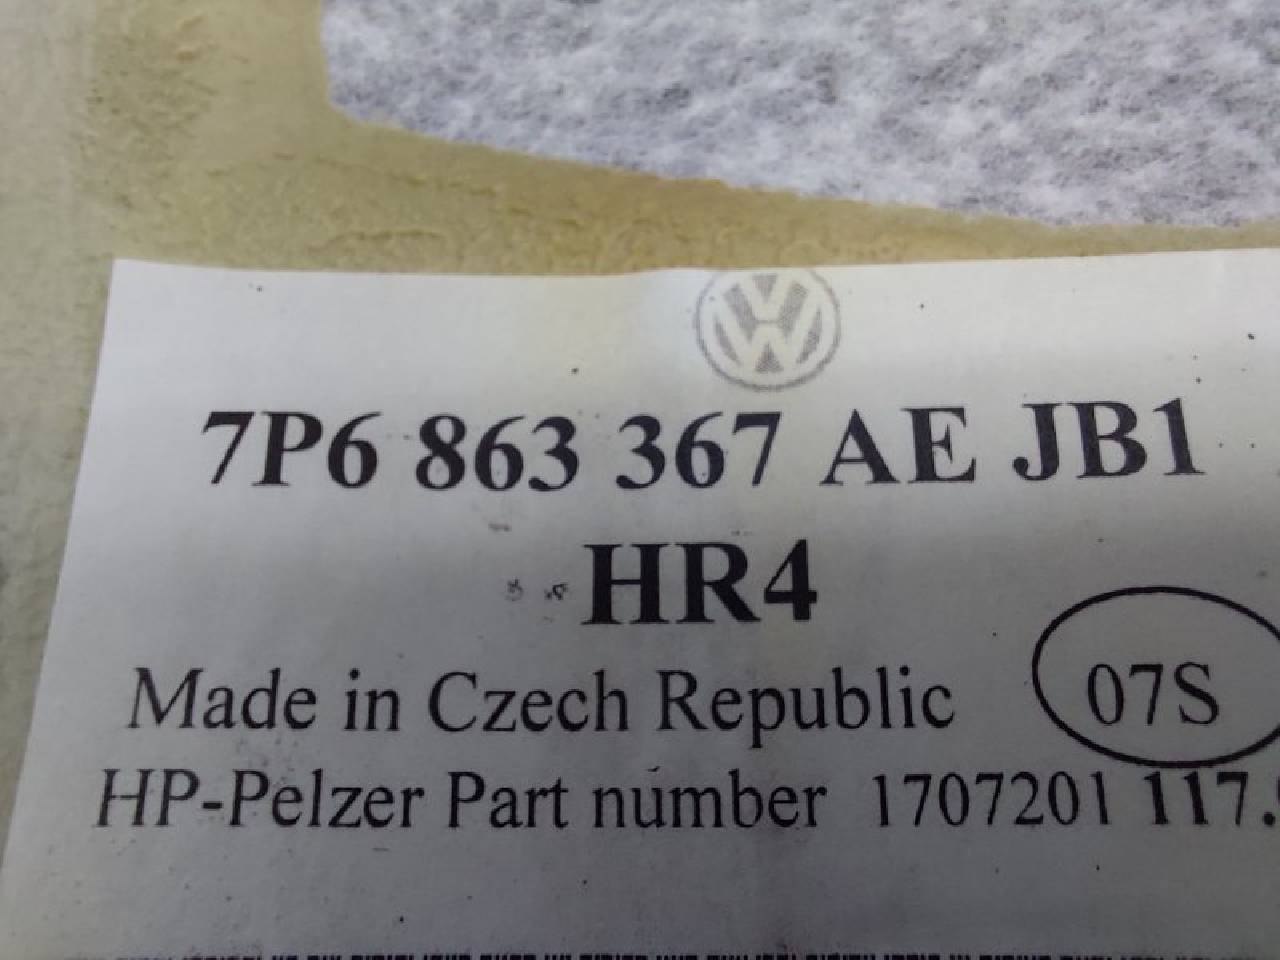 7P6 863 367 AE JB1
HR4
Made in Czech Republic 07S
HP-Pelzer Part number 1707201 117.